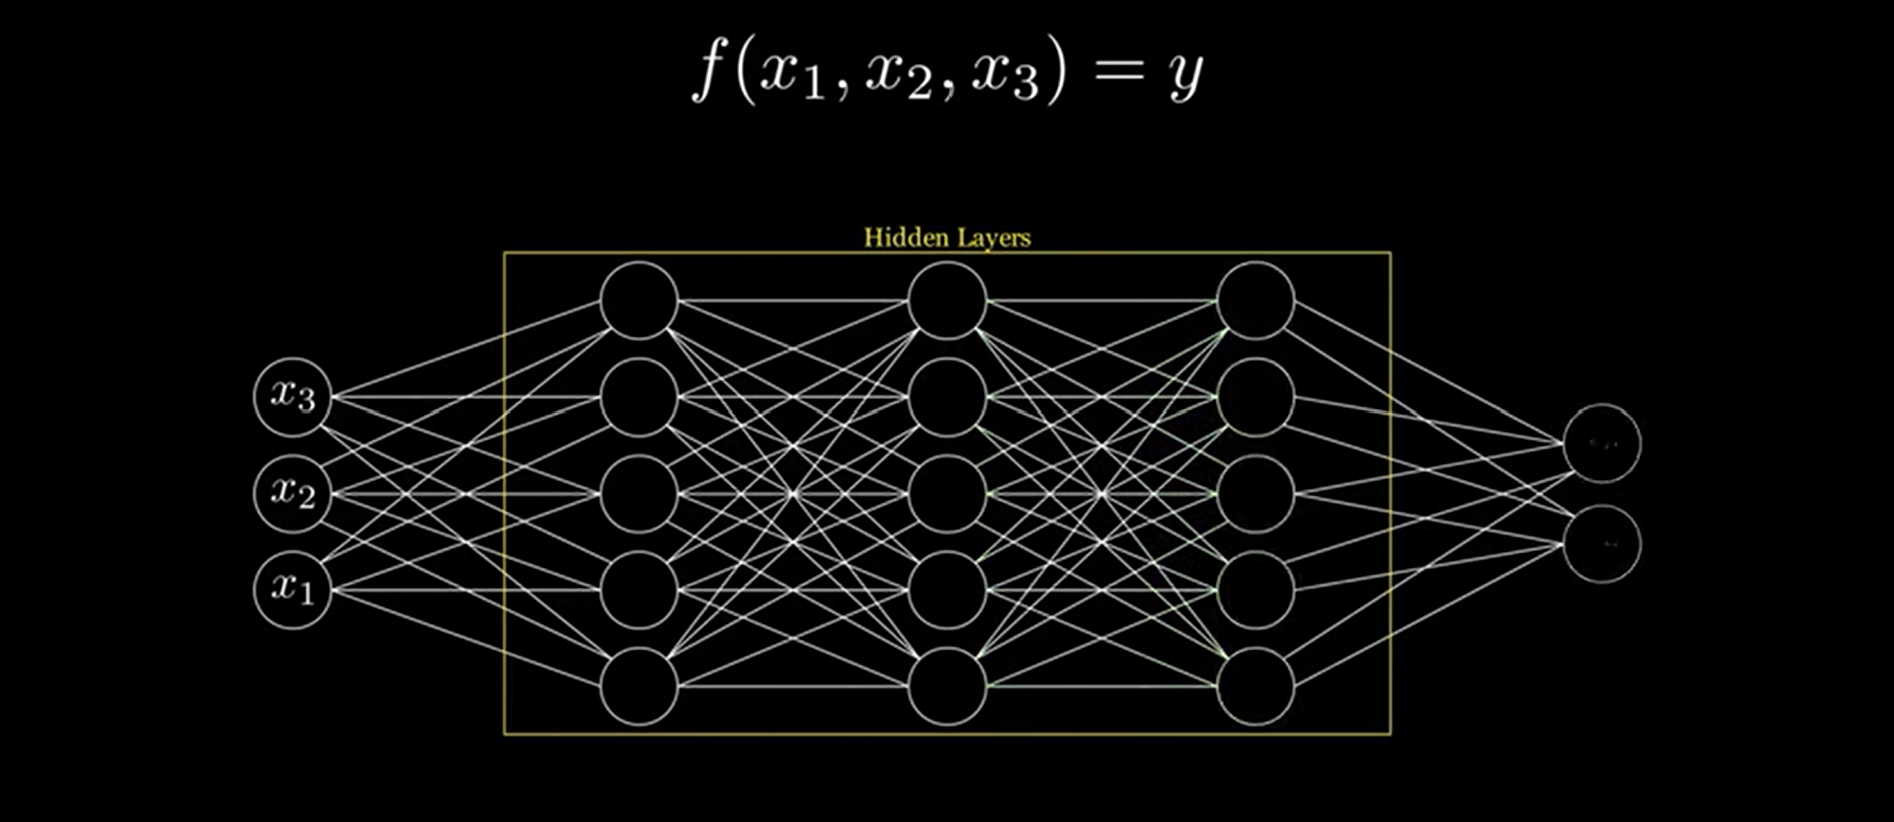 f(x₁, x₂, x₃) = y
Hidden Layers
x₃
x₂
x₁